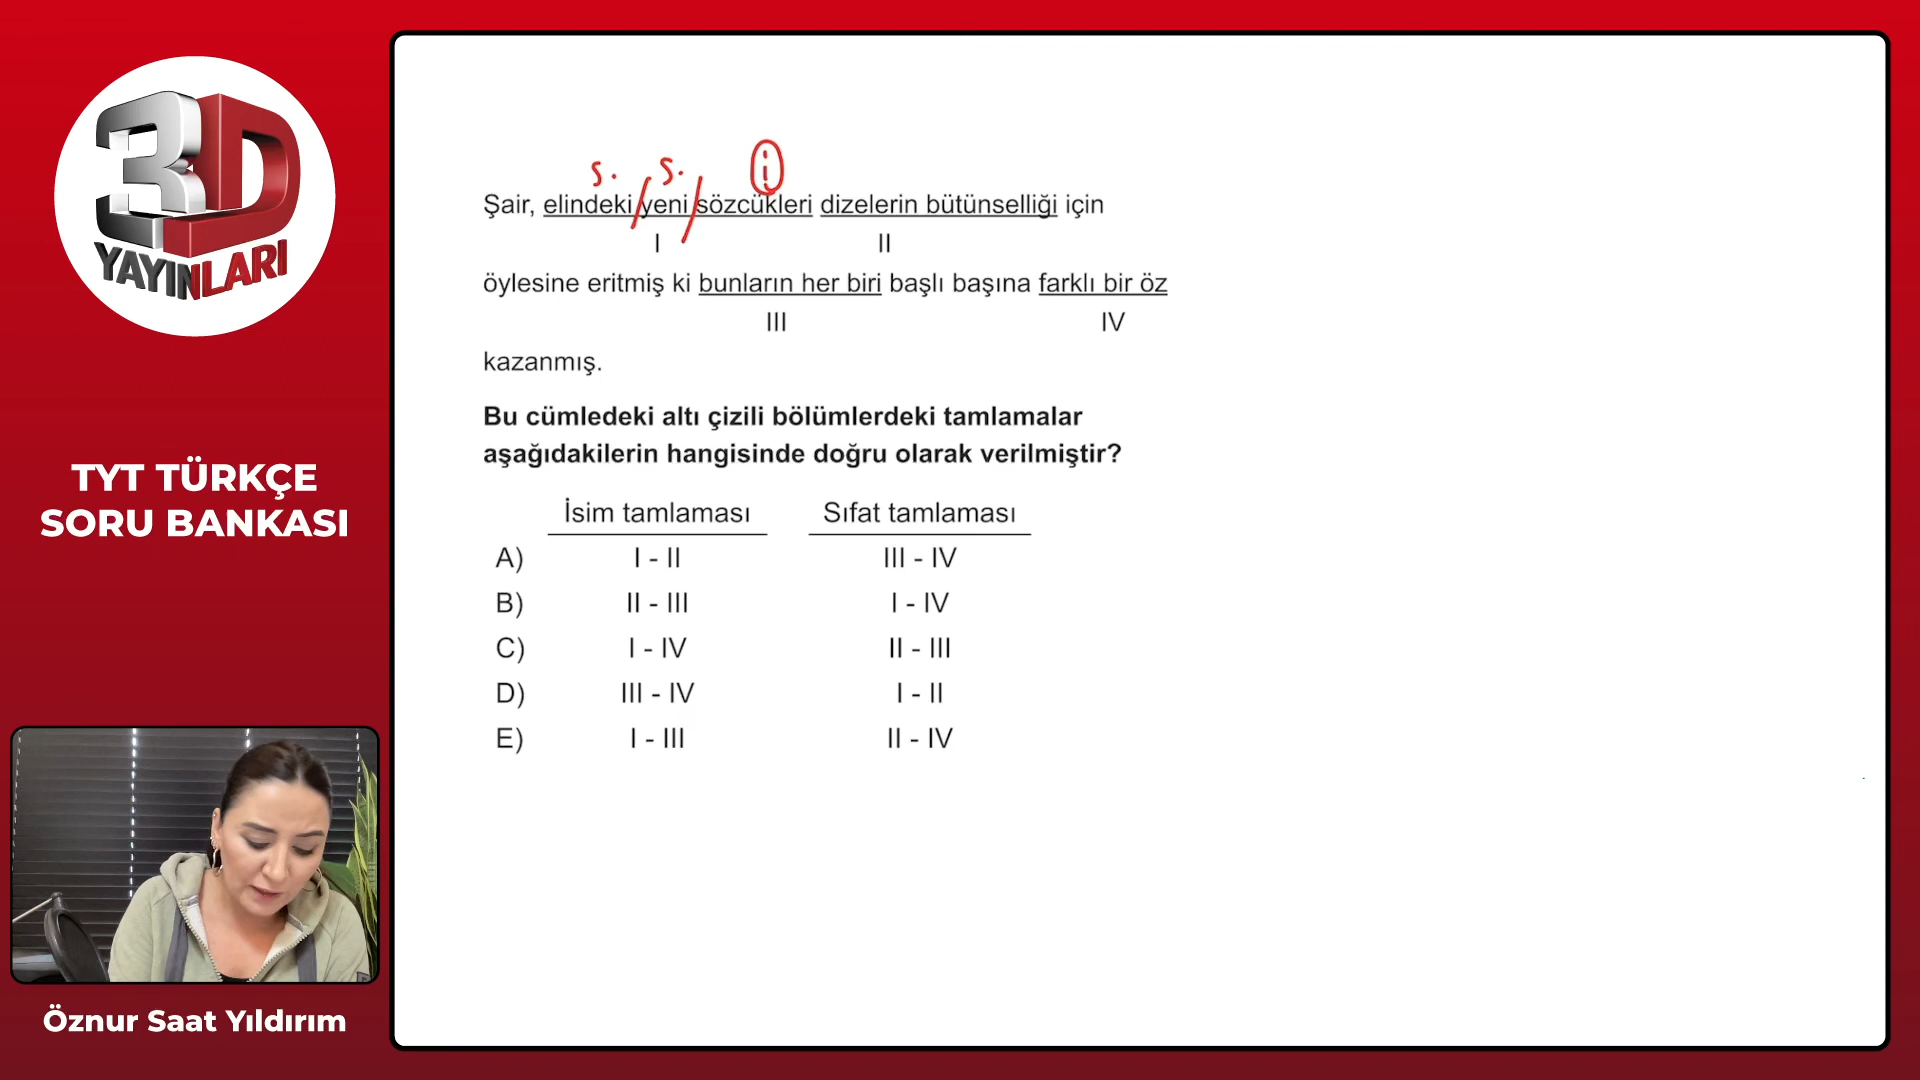 3D
YAYINLARI
TYT TÜRKÇE
SORU BANKASI
Öznur Saat Yıldırım
s. s. i
Şair, elindeki yeni sözcükleri dizelerin bütünselliği için
I II
öylesine eritmiş ki bunların her biri başlı başına farklı bir öz
III IV
kazanmış.
Bu cümledeki altı çizili bölümlerdeki tamlamalar
aşağıdakilerin hangisinde doğru olarak verilmiştir?
İsim tamlaması Sıfat tamlaması
A) I - II III - IV
B) II - III I - IV
C) I - IV II - III
D) III - IV I - II
E) I - III II - IV